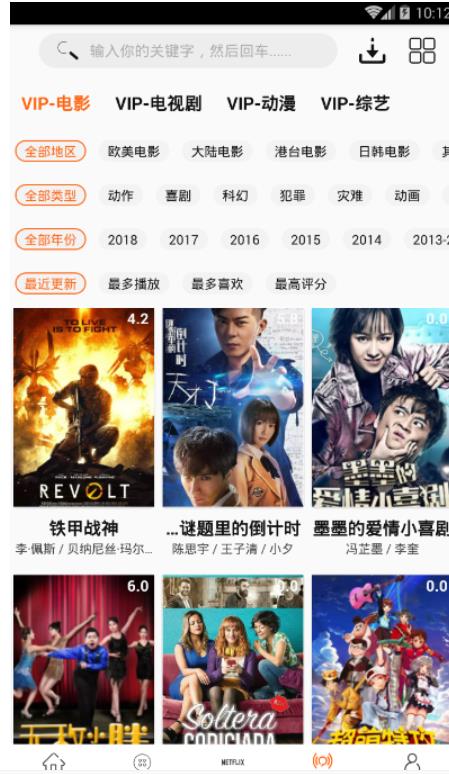 10:12
输入你的关键字，然后回车......
VIP-电影 VIP-电视剧 VIP-动漫 VIP-综艺
全部地区 欧美电影 大陆电影 港台电影 日韩电影
全部类型 动作 喜剧 科幻 犯罪 灾难 动画
全部年份 2018 2017 2016 2015 2014 2013-2
最近更新 最多播放 最多喜欢 最高评分
4.2 5.8 0.0
TO LIVE
IS TO FIGHT
倒计时
天才J
REVOLT
墨墨的
爱情小喜剧
铁甲战神 ...谜题里的倒计时 墨墨的爱情小喜剧
李·佩斯 / 贝纳尼丝·玛尔... 陈思宇 / 王子清 / 小夕 冯芷墨 / 李奎
6.0 0.0 0.0
Soltera
CODICIADA
NETFLIX